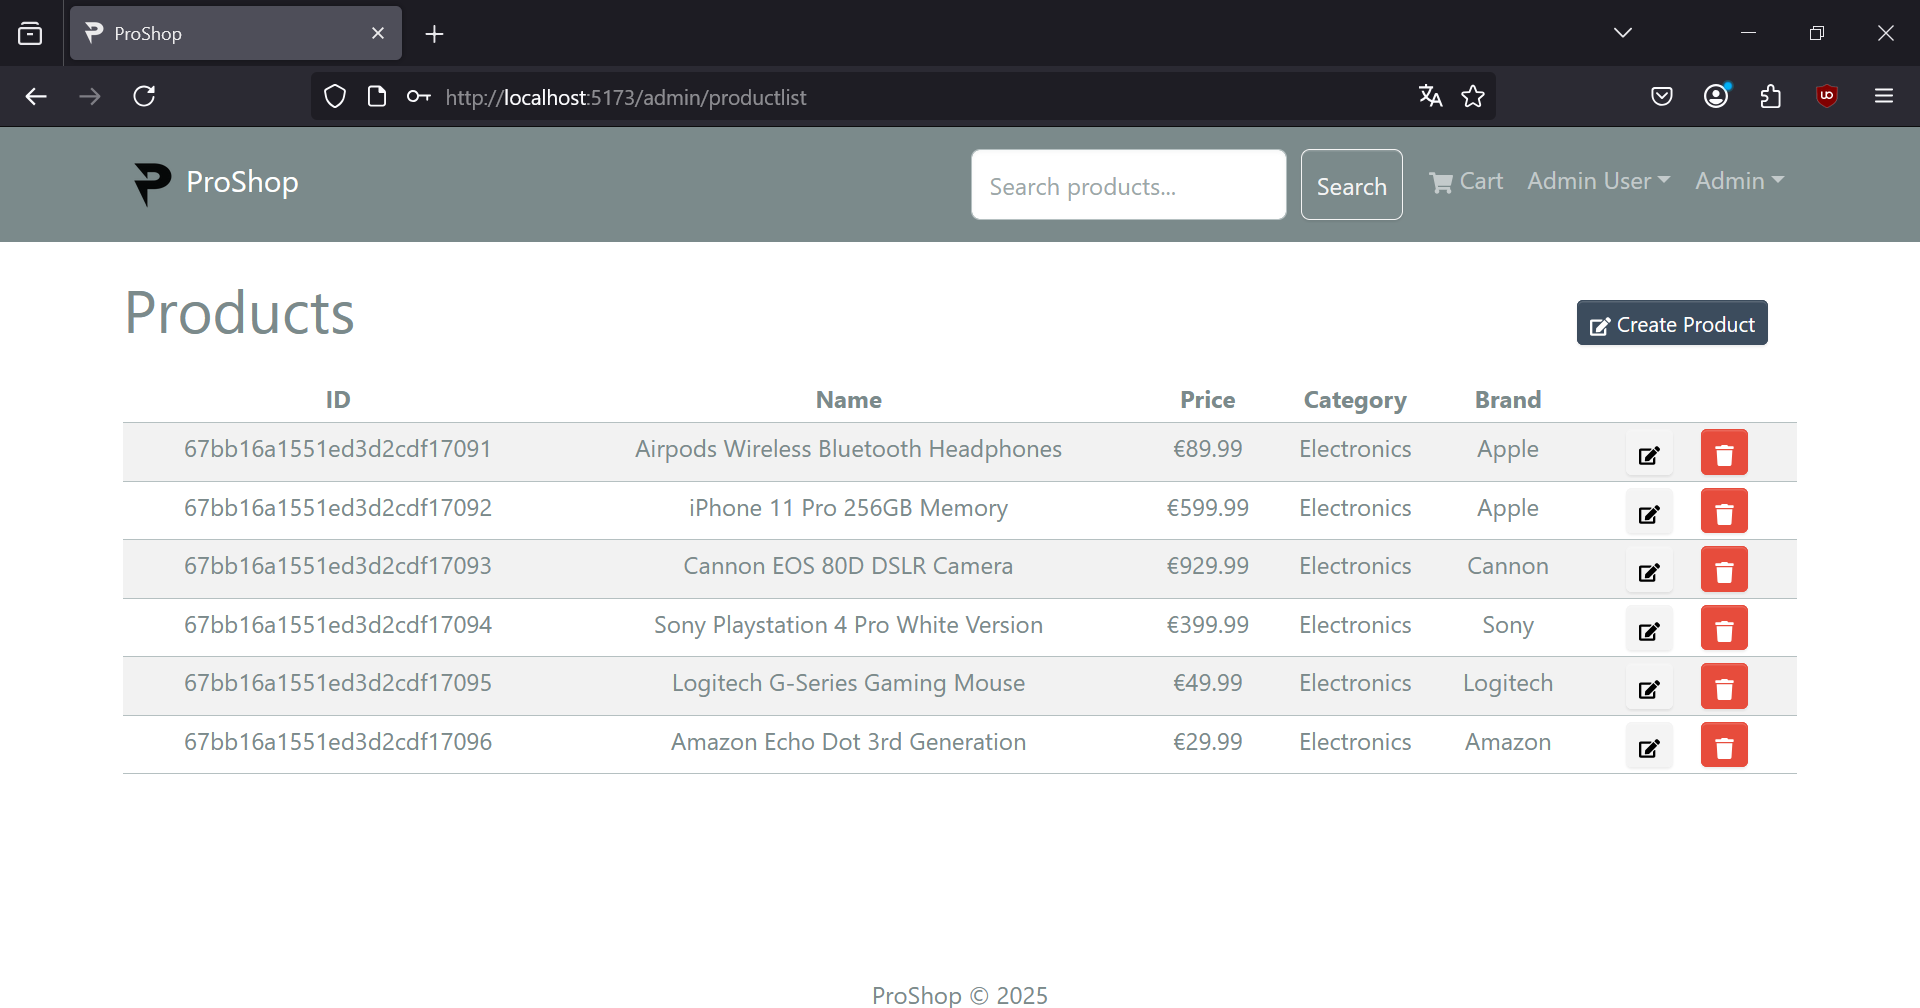 ProShop
http://localhost:5173/admin/productlist
ProShop
Search products...
Search
Cart
Admin User
Admin
Products
Create Product
ID Name Price Category Brand
67bb16a1551ed3d2cdf17091 Airpods Wireless Bluetooth Headphones €89.99 Electronics Apple
67bb16a1551ed3d2cdf17092 iPhone 11 Pro 256GB Memory €599.99 Electronics Apple
67bb16a1551ed3d2cdf17093 Cannon EOS 80D DSLR Camera €929.99 Electronics Cannon
67bb16a1551ed3d2cdf17094 Sony Playstation 4 Pro White Version €399.99 Electronics Sony
67bb16a1551ed3d2cdf17095 Logitech G-Series Gaming Mouse €49.99 Electronics Logitech
67bb16a1551ed3d2cdf17096 Amazon Echo Dot 3rd Generation €29.99 Electronics Amazon
ProShop © 2025